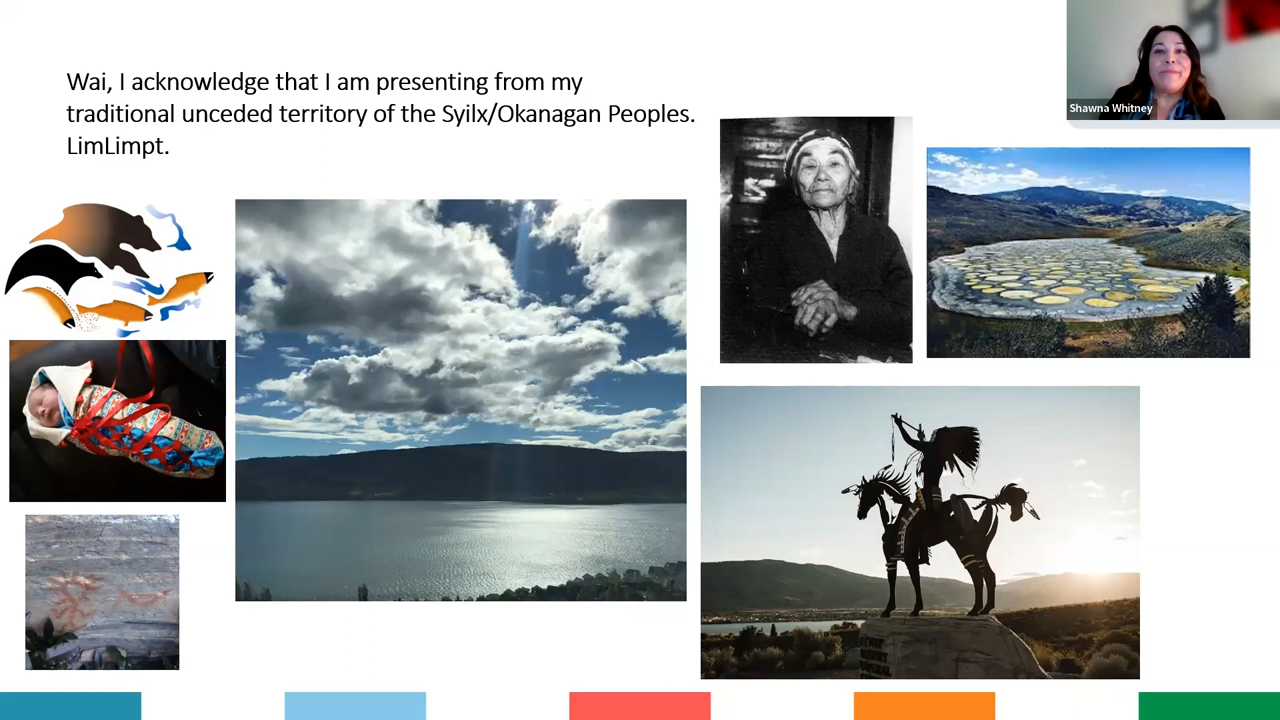 Wai, I acknowledge that I am presenting from my
traditional unceded territory of the Syilx/Okanagan Peoples.
LimLimpt.
Shawna Whitney